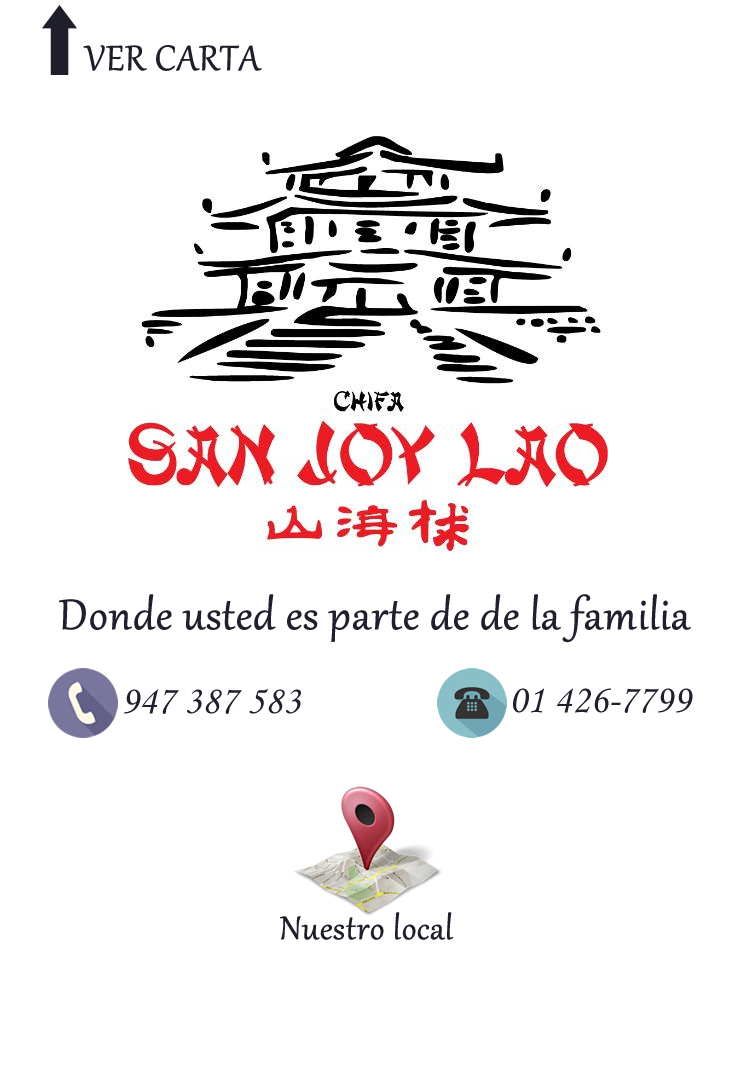 VER CARTA
CHIFA
SAN JOY LAO
山海樓
Donde usted es parte de de la familia
947 387 583
01 426-7799
Nuestro local